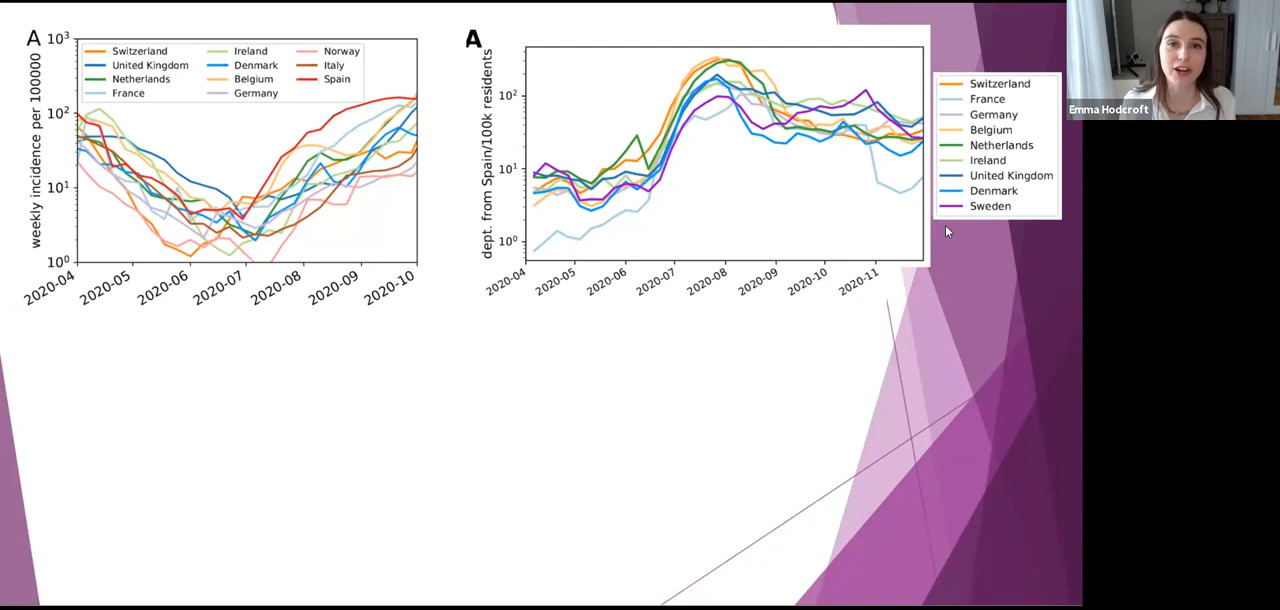 A
weekly incidence per 100000
10³
10²
10¹
10⁰
Switzerland
United Kingdom
Netherlands
France
Ireland
Denmark
Belgium
Germany
Norway
Italy
Spain
2020-04
2020-05
2020-06
2020-07
2020-08
2020-09
2020-10
A
dept. from Spain/100k residents
10²
10¹
10⁰
2020-04
2020-05
2020-06
2020-07
2020-08
2020-09
2020-10
2020-11
Switzerland
France
Germany
Belgium
Netherlands
Ireland
United Kingdom
Denmark
Sweden
Emma Hodcroft